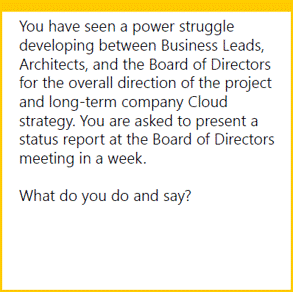 You have seen a power struggle
developing between Business Leads,
Architects, and the Board of Directors
for the overall direction of the project
and long-term company Cloud
strategy. You are asked to present a
status report at the Board of Directors
meeting in a week.
What do you do and say?